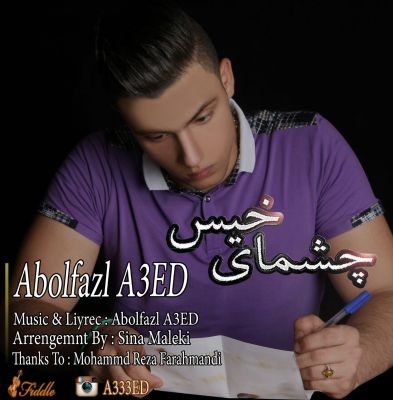 خیس
چشمای
Abolfazl A3ED
Music & Liyrec : Abolfazl A3ED
Arrengemnt By : Sina Maleki
Thanks To : Mohammd Reza Farahmandi
Fiddle A333ED